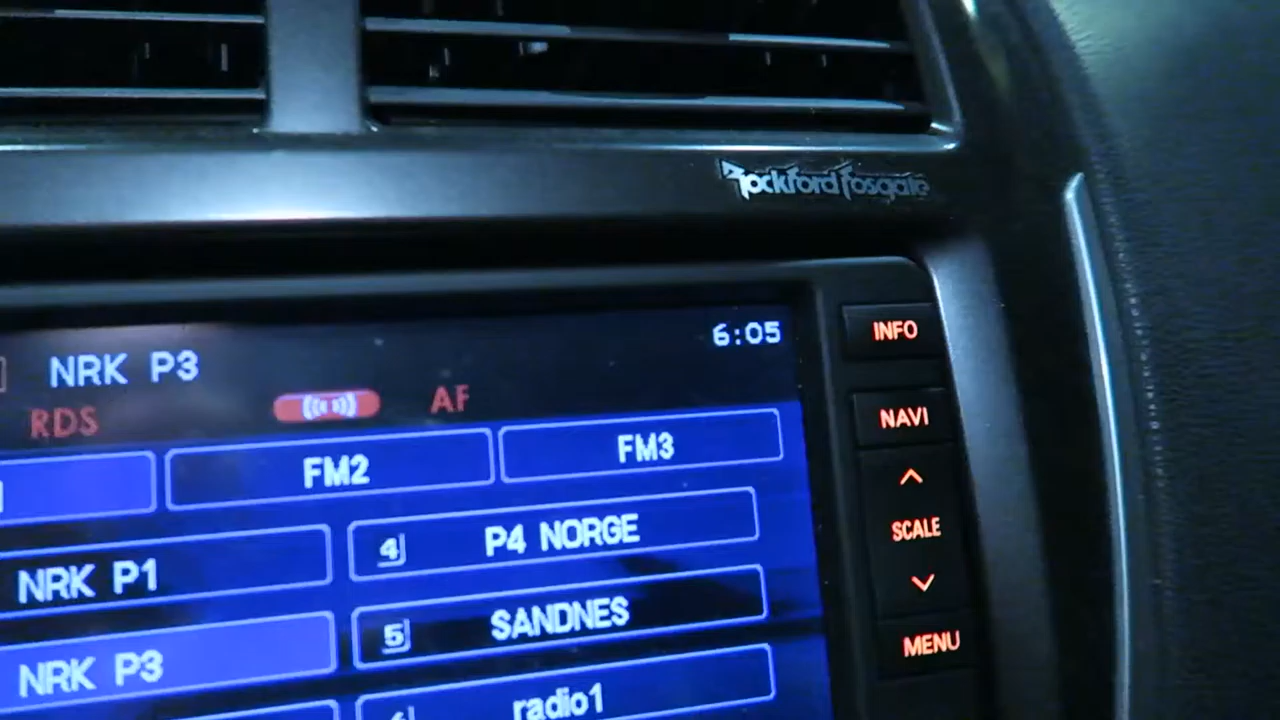 Rockford Fosgate
6:05
INFO
NRK P3
RDS
AF
NAVI
FM2
FM3
SCALE
NRK P1
4 P4 NORGE
NRK P3
5 SANDNES
MENU
radio1